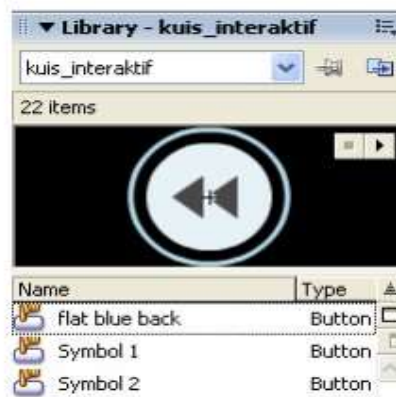 Library - kuis_interaktif
kuis_interaktif
22 items
Name Type
flat blue back Button
Symbol 1 Button
Symbol 2 Button